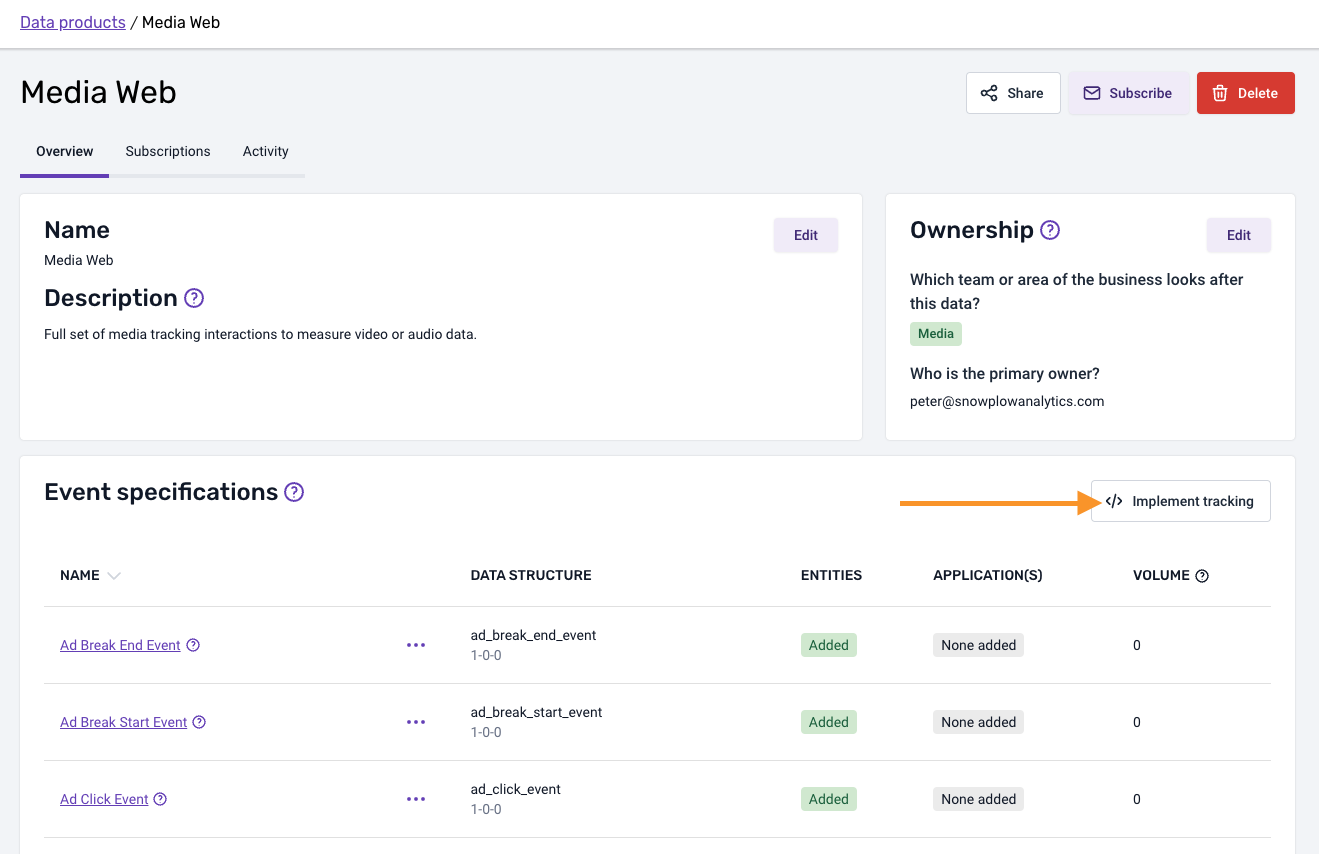 Data products / Media Web
Media Web
Share
Subscribe
Delete
Overview
Subscriptions
Activity
Name
Edit
Media Web
Description ?
Full set of media tracking interactions to measure video or audio data.
Ownership ?
Edit
Which team or area of the business looks after
this data?
Media
Who is the primary owner?
peter@snowplowanalytics.com
Event specifications ?
</> Implement tracking
NAME
DATA STRUCTURE
ENTITIES
APPLICATION(S)
VOLUME ?
Ad Break End Event ?
ad_break_end_event
1-0-0
Added
None added
0
Ad Break Start Event ?
ad_break_start_event
1-0-0
Added
None added
0
Ad Click Event ?
ad_click_event
1-0-0
Added
None added
0